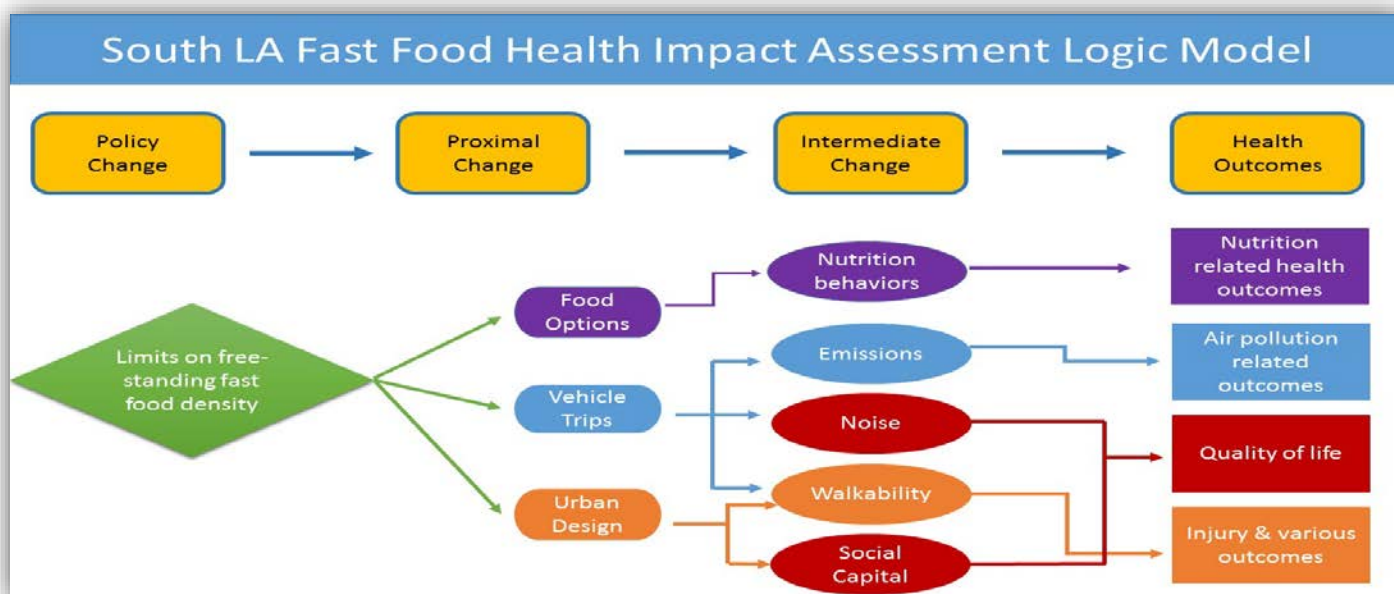 South LA Fast Food Health Impact Assessment Logic Model
Policy
Change
Proximal
Change
Intermediate
Change
Health
Outcomes
Limits on free-
standing fast
food density
Food
Options
Vehicle
Trips
Urban
Design
Nutrition
behaviors
Emissions
Noise
Walkability
Social
Capital
Nutrition
related health
outcomes
Air pollution
related
outcomes
Quality of life
Injury & various
outcomes